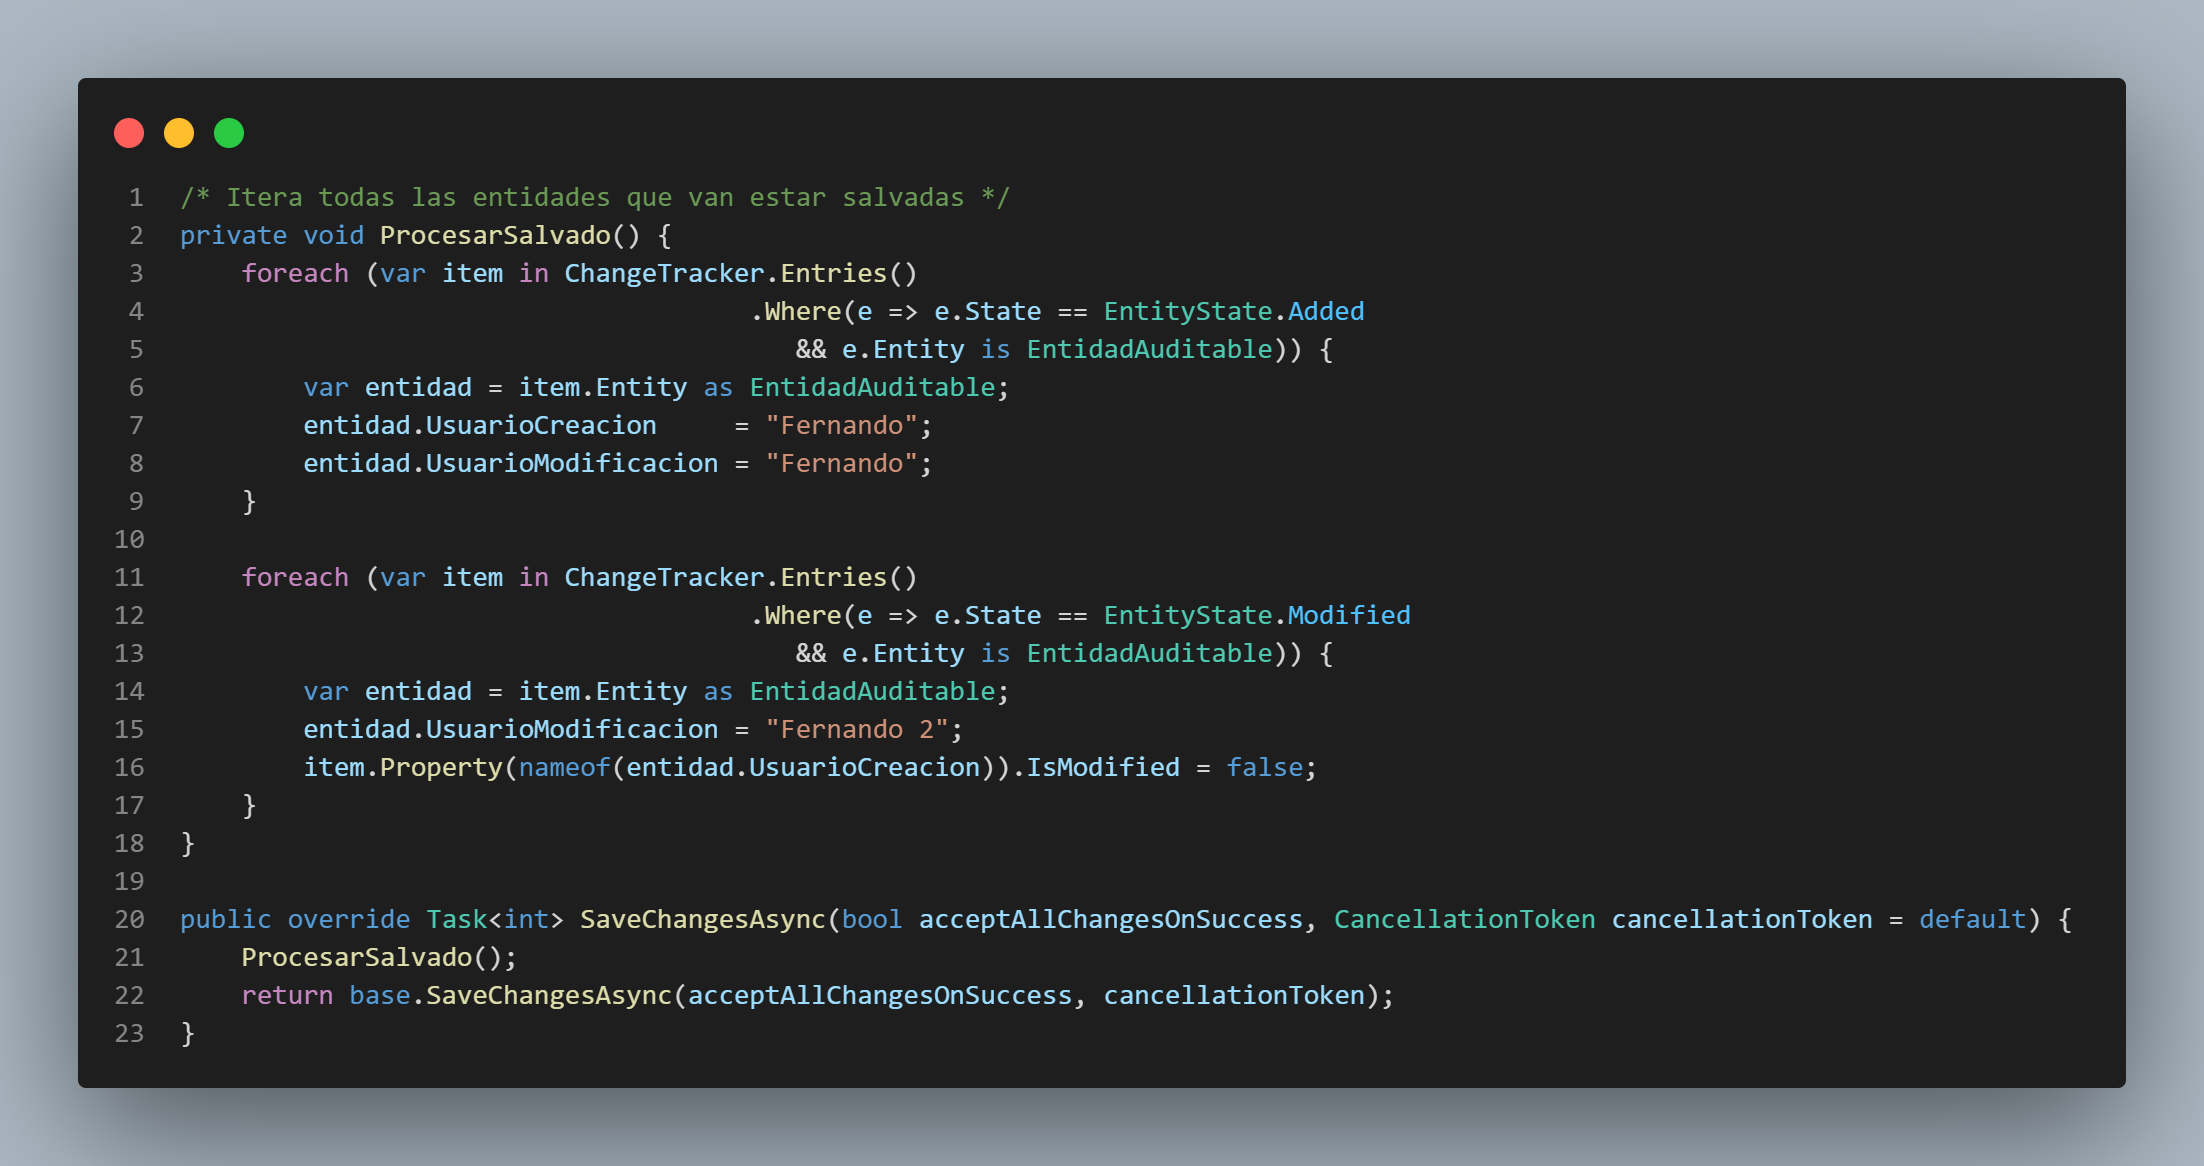 1 /* Itera todas las entidades que van estar salvadas */
2 private void ProcesarSalvado() {
3     foreach (var item in ChangeTracker.Entries()
4                                      .Where(e => e.State == EntityState.Added
5                                         && e.Entity is EntidadAuditable)) {
6         var entidad = item.Entity as EntidadAuditable;
7         entidad.UsuarioCreacion     = "Fernando";
8         entidad.UsuarioModificacion = "Fernando";
9     }
10
11     foreach (var item in ChangeTracker.Entries()
12                                      .Where(e => e.State == EntityState.Modified
13                                         && e.Entity is EntidadAuditable)) {
14         var entidad = item.Entity as EntidadAuditable;
15         entidad.UsuarioModificacion = "Fernando 2";
16         item.Property(nameof(entidad.UsuarioCreacion)).IsModified = false;
17     }
18 }
19
20 public override Task<int> SaveChangesAsync(bool acceptAllChangesOnSuccess, CancellationToken cancellationToken = default) {
21     ProcesarSalvado();
22     return base.SaveChangesAsync(acceptAllChangesOnSuccess, cancellationToken);
23 }